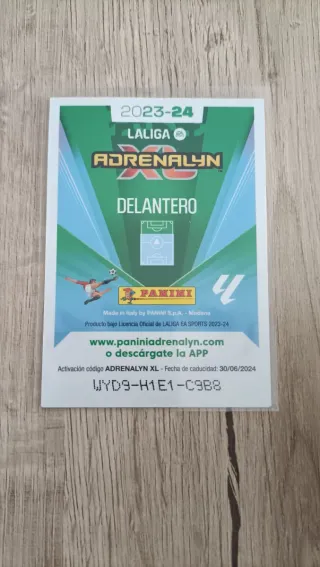 2023-24
LALIGA
ADRENALYN
XL
DELANTERO
PANINI
Made in Italy by PANINI S.p.A. - Modena
Producto bajo Licencia Oficial de LALIGA EA SPORTS 2023-24
www.paniniadrenalyn.com
o descárgate la APP
Activación código ADRENALYN XL - Fecha de caducidad: 30/06/2024
WYD9-H1E1-C9B8